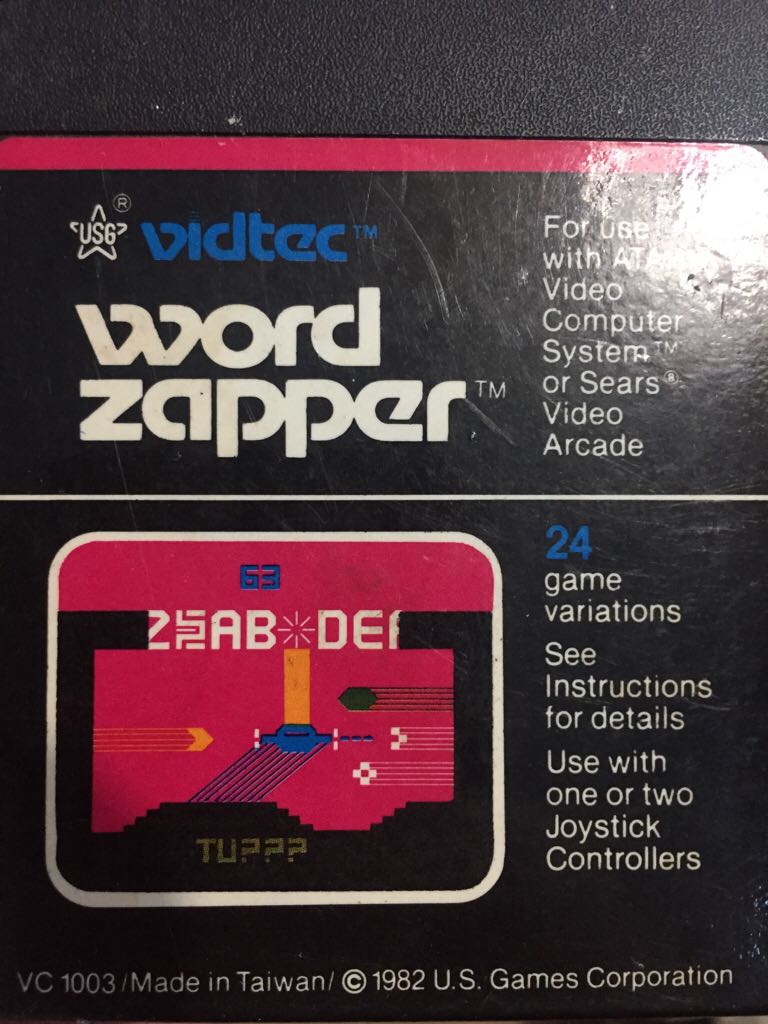 USG® vidtec™
word
zapper™
For use
with ATA
Video
Computer
System™
or Sears®
Video
Arcade
63
Z AB DE
TU???
24
game
variations
See
Instructions
for details
Use with
one or two
Joystick
Controllers
VC 1003/Made in Taiwan/ © 1982 U.S. Games Corporation